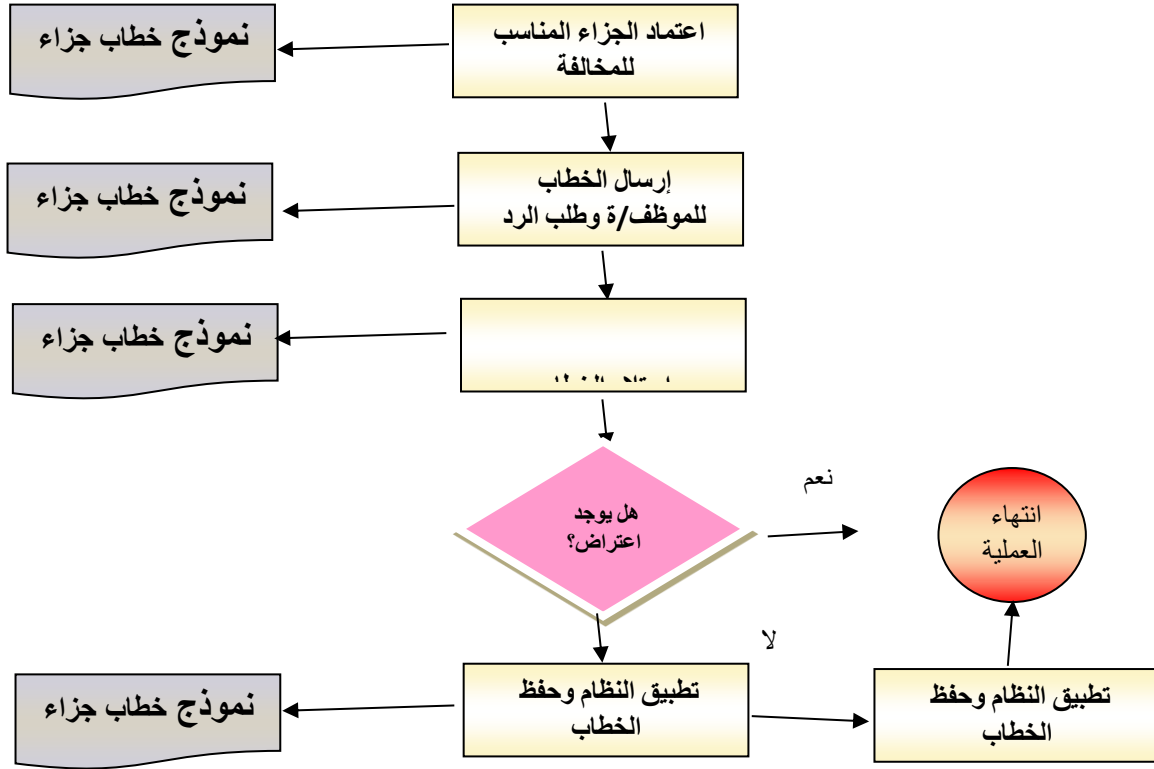 اعتماد الجزاء المناسب
للمخالفة
نموذج خطاب جزاء
إرسال الخطاب
للموظف/ة وطلب الرد
نموذج خطاب جزاء
نموذج خطاب جزاء
هل يوجد
اعتراض؟
نعم
انتهاء
العملية
لا
تطبيق النظام وحفظ
الخطاب
تطبيق النظام وحفظ
الخطاب
نموذج خطاب جزاء